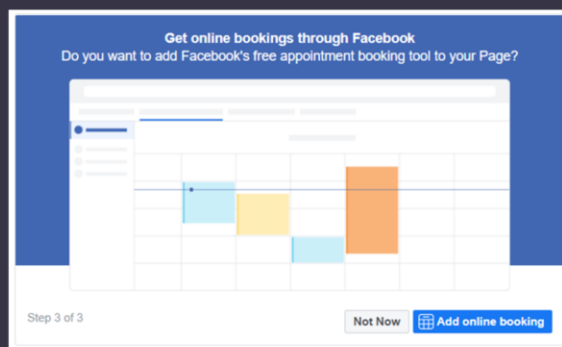 Get online bookings through Facebook
Do you want to add Facebook's free appointment booking tool to your Page?
Step 3 of 3
Not Now
Add online booking